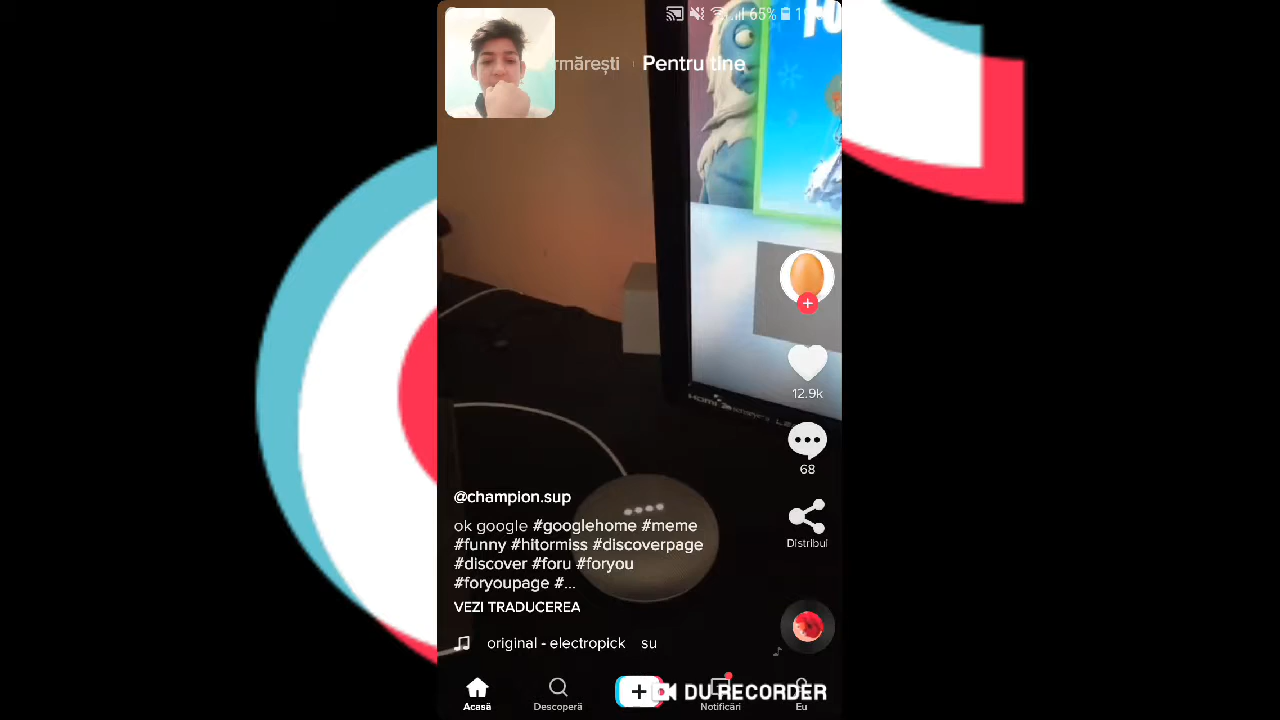 65%
Pentru tine
12.9k
68
@champion.sup
ok google #googlehome #meme
#funny #hitormiss #discoverpage
#discover #foru #foryou
#foryoupage #...
VEZI TRADUCEREA
original - electropick su
Distribui
Acasă
Descoperă
Notificări
Eu
DU RECORDER